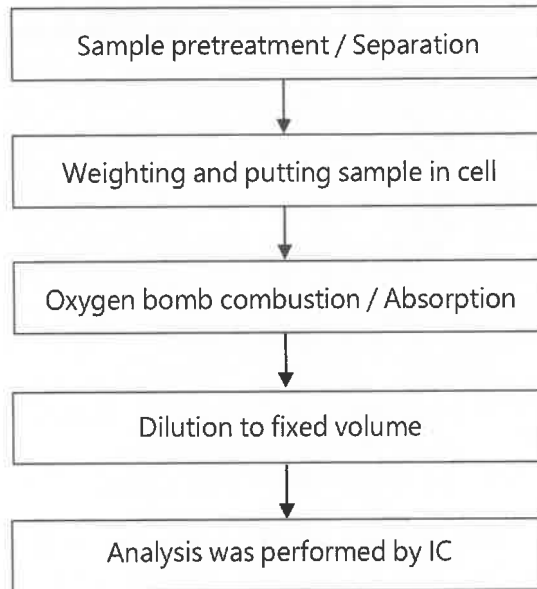 Sample pretreatment / Separation
Weighting and putting sample in cell
Oxygen bomb combustion / Absorption
Dilution to fixed volume
Analysis was performed by IC